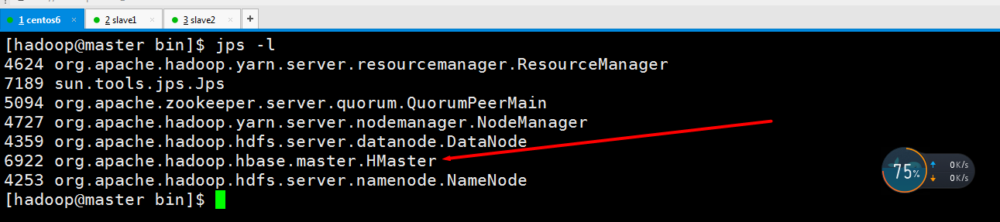 1 centos6 × 2 slave1 × 3 slave2 × +
[hadoop@master bin]$ jps -l
4624 org.apache.hadoop.yarn.server.resourcemanager.ResourceManager
7189 sun.tools.jps.Jps
5094 org.apache.zookeeper.server.quorum.QuorumPeerMain
4727 org.apache.hadoop.yarn.server.nodemanager.NodeManager
4359 org.apache.hadoop.hdfs.server.datanode.DataNode
6922 org.apache.hadoop.hbase.master.HMaster
4253 org.apache.hadoop.hdfs.server.namenode.NameNode
[hadoop@master bin]$
75%
0K/s
0K/s